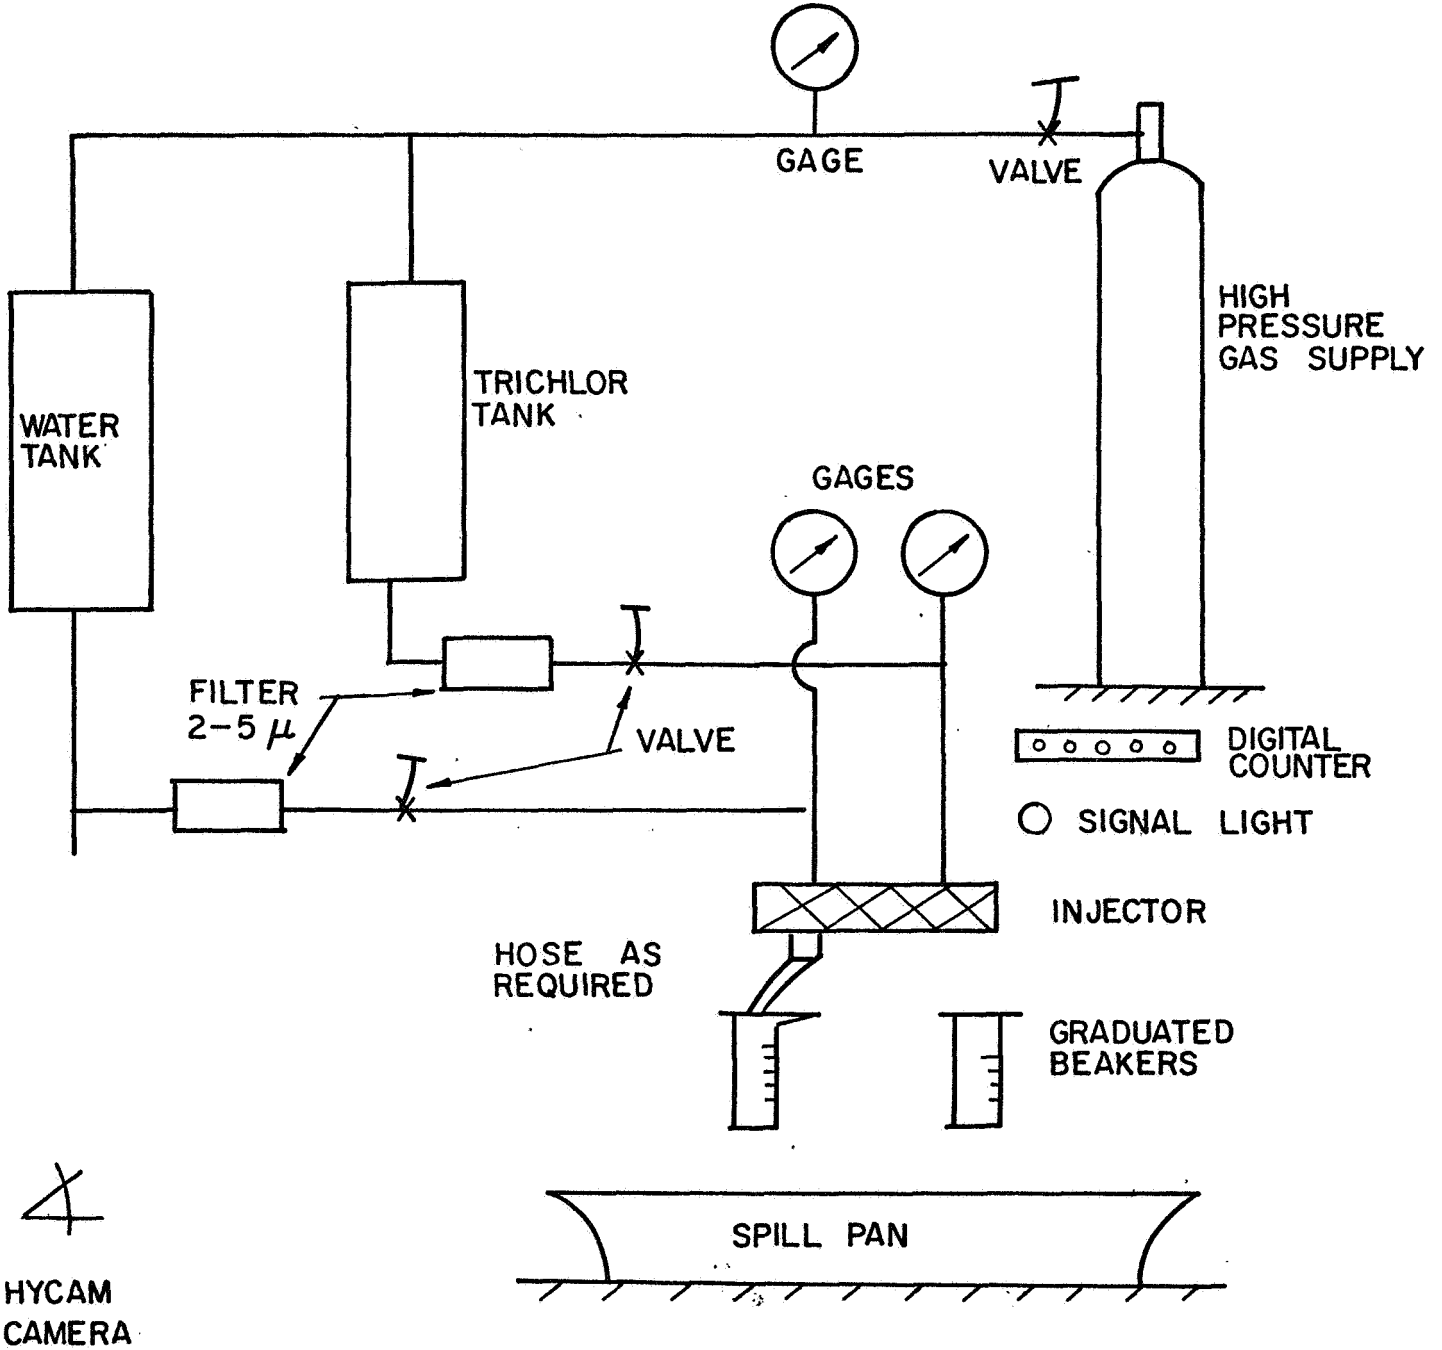 GAGE
VALVE
HIGH
PRESSURE
GAS SUPPLY
TRICHLOR
TANK
WATER
TANK
GAGES
FILTER
2-5 μ
VALVE
DIGITAL
COUNTER
SIGNAL LIGHT
INJECTOR
HOSE AS
REQUIRED
GRADUATED
BEAKERS
SPILL PAN
HYCAM
CAMERA